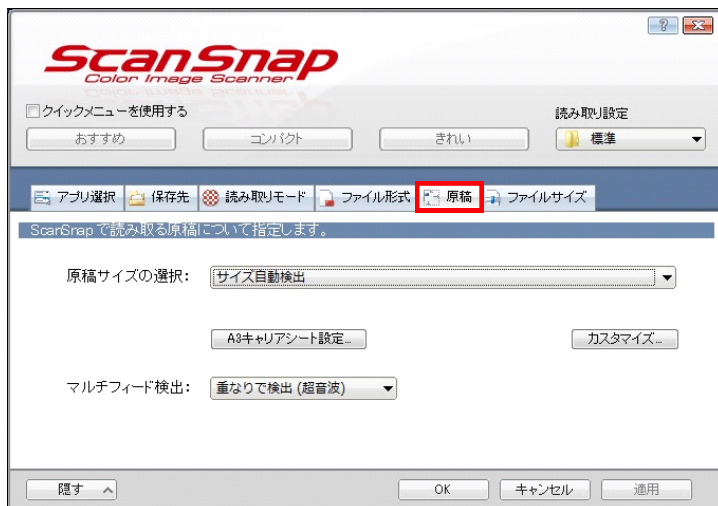 ScanSnap
Color Image Scanner
クイックメニューを使用する
読み取り設定
おすすめ コンパクト きれい 標準
アプリ選択 保存先 読み取りモード ファイル形式 原稿 ファイルサイズ
ScanSnap で読み取る原稿について指定します。
原稿サイズの選択: サイズ自動検出
A3キャリアシート設定... カスタマイズ...
マルチフィード検出: 重なりで検出 (超音波)
隠す OK キャンセル 適用